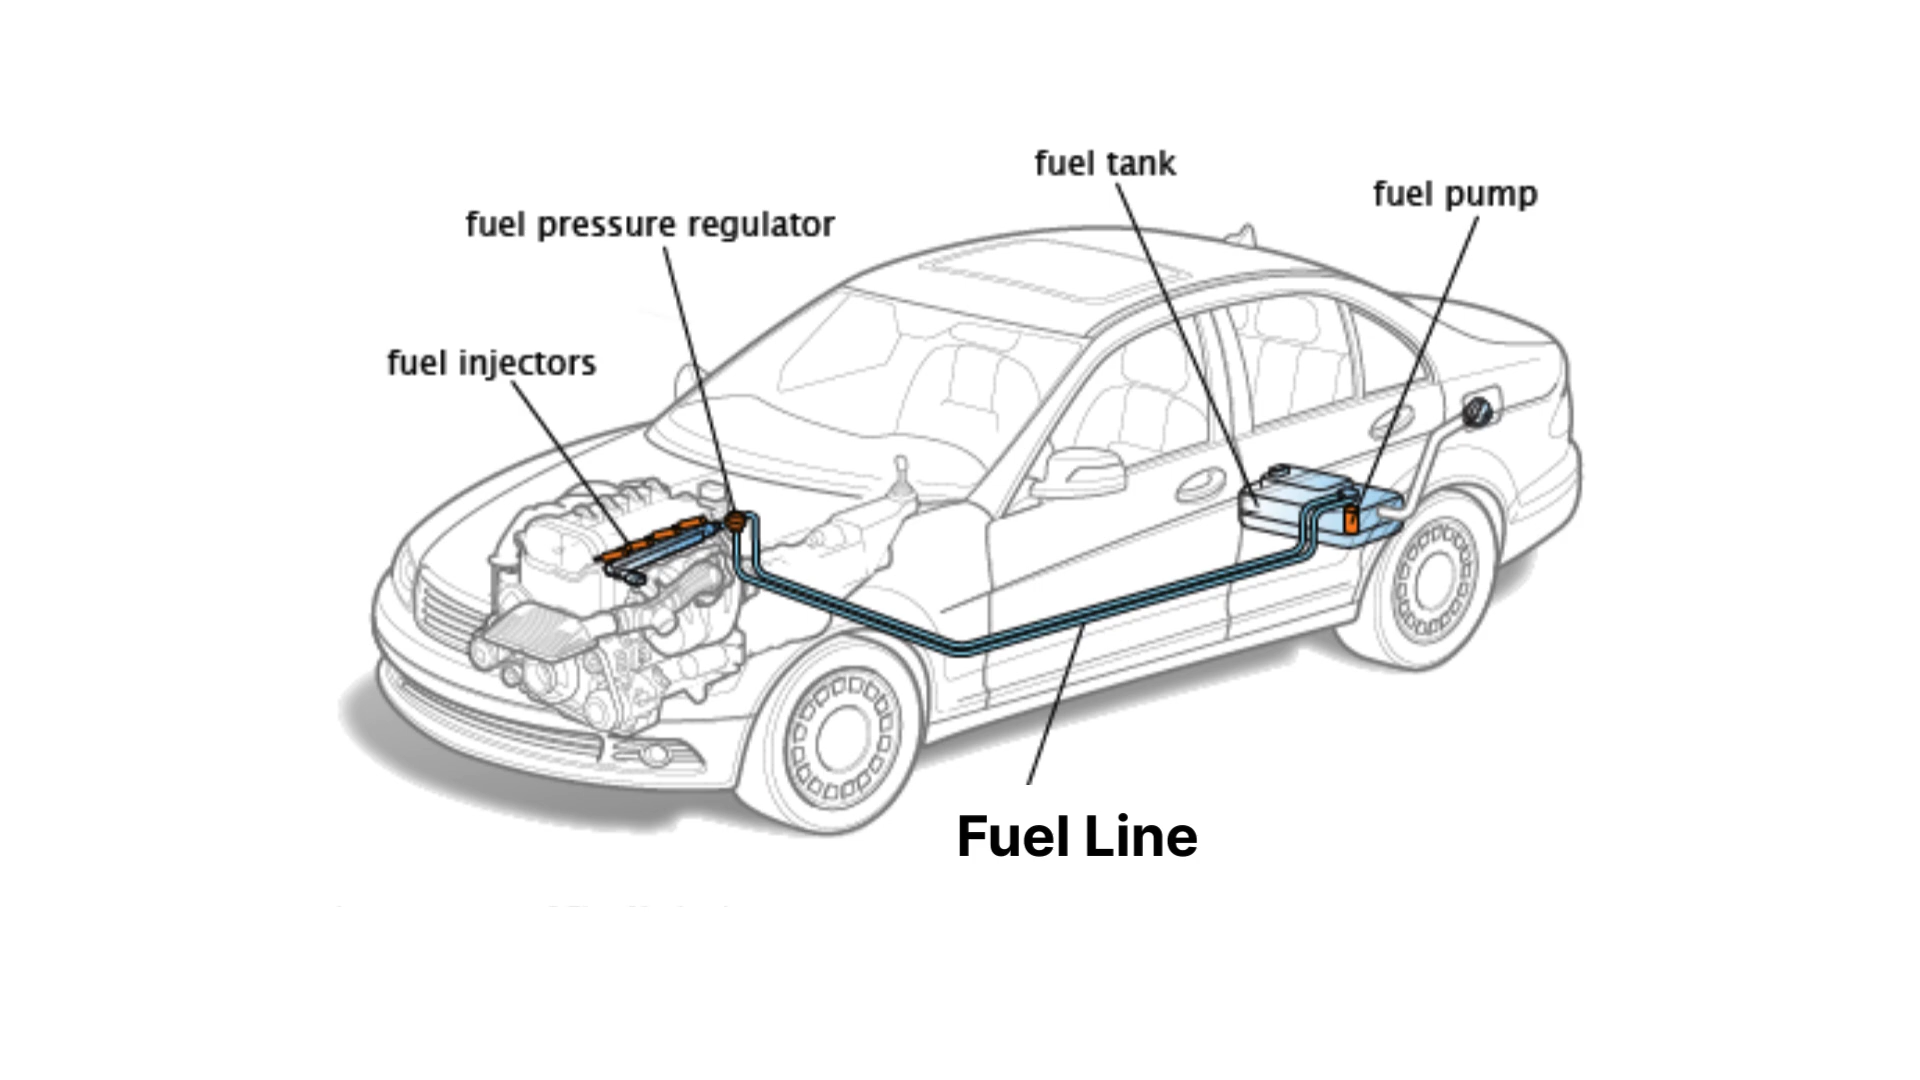 fuel tank
fuel pump
fuel pressure regulator
fuel injectors
Fuel Line